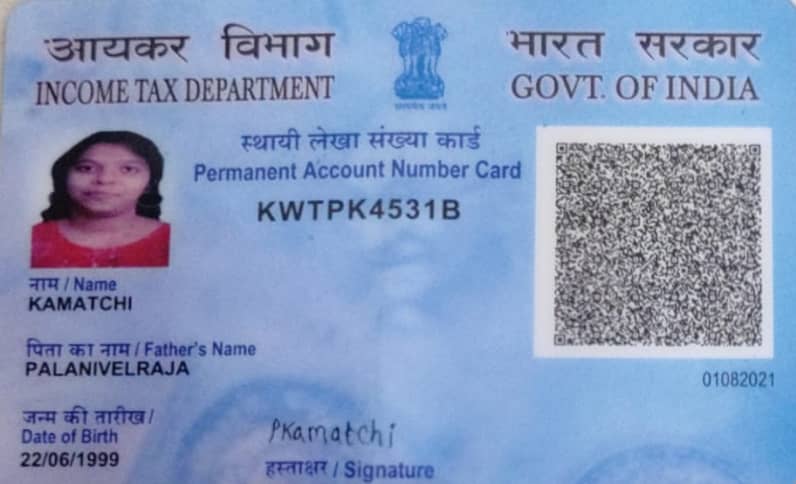 आयकर विभाग
INCOME TAX DEPARTMENT
भारत सरकार
GOVT. OF INDIA
सत्यमेव जयते
स्थायी लेखा संख्या कार्ड
Permanent Account Number Card
KWTPK4531B
नाम / Name
KAMATCHI
पिता का नाम / Father's Name
PALANIVELRAJA
01082021
जन्म की तारीख /
Date of Birth
22/06/1999
PKamatchi
हस्ताक्षर / Signature